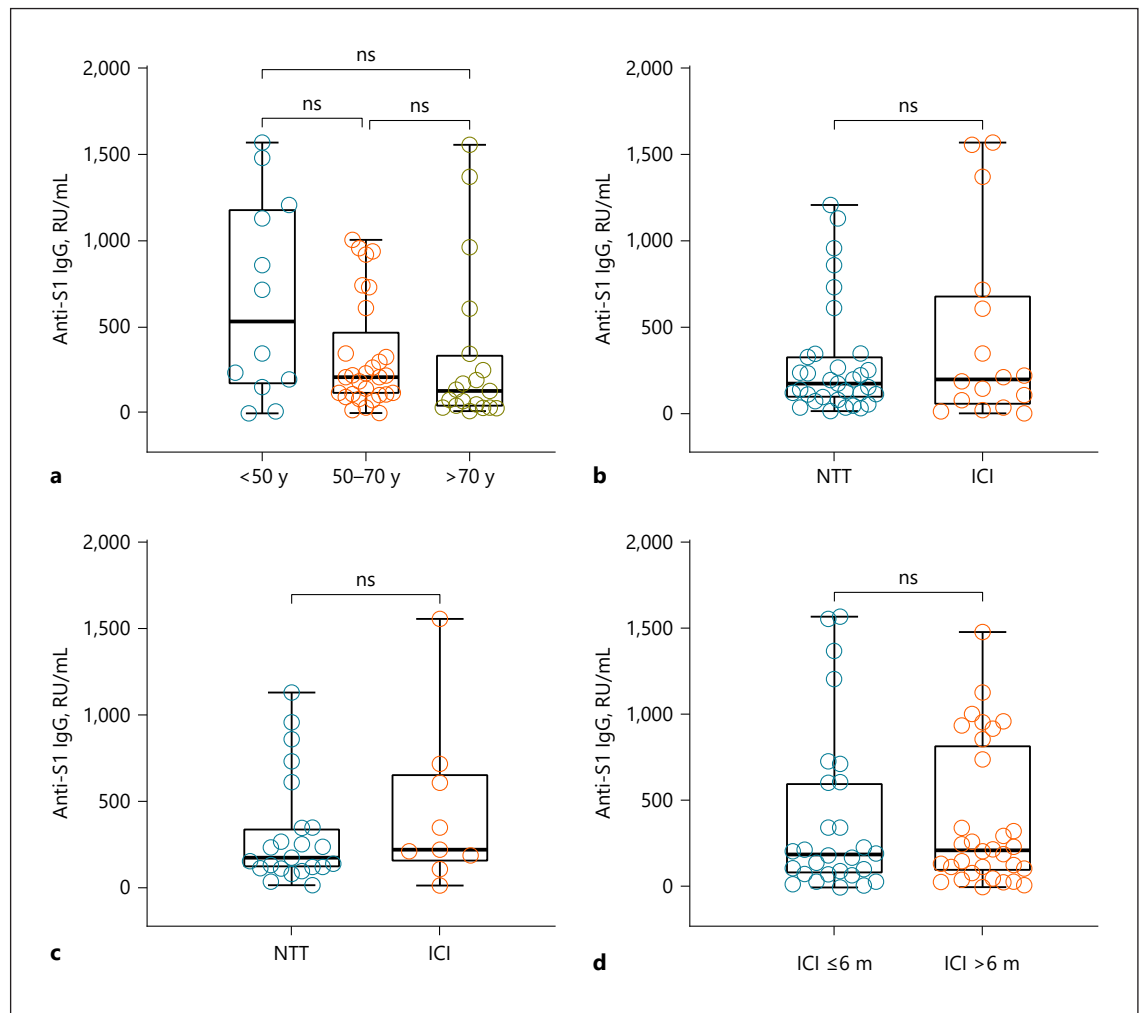 2,000
1,500
1,000
500
0
Anti-S1 IgG, RU/mL
ns
ns
ns
<50 y
50–70 y
>70 y
a
2,000
1,500
1,000
500
0
Anti-S1 IgG, RU/mL
ns
NTT
ICI
b
2,000
1,500
1,000
500
0
Anti-S1 IgG, RU/mL
ns
NTT
ICI
c
2,000
1,500
1,000
500
0
Anti-S1 IgG, RU/mL
ns
ICI ≤6 m
ICI >6 m
d